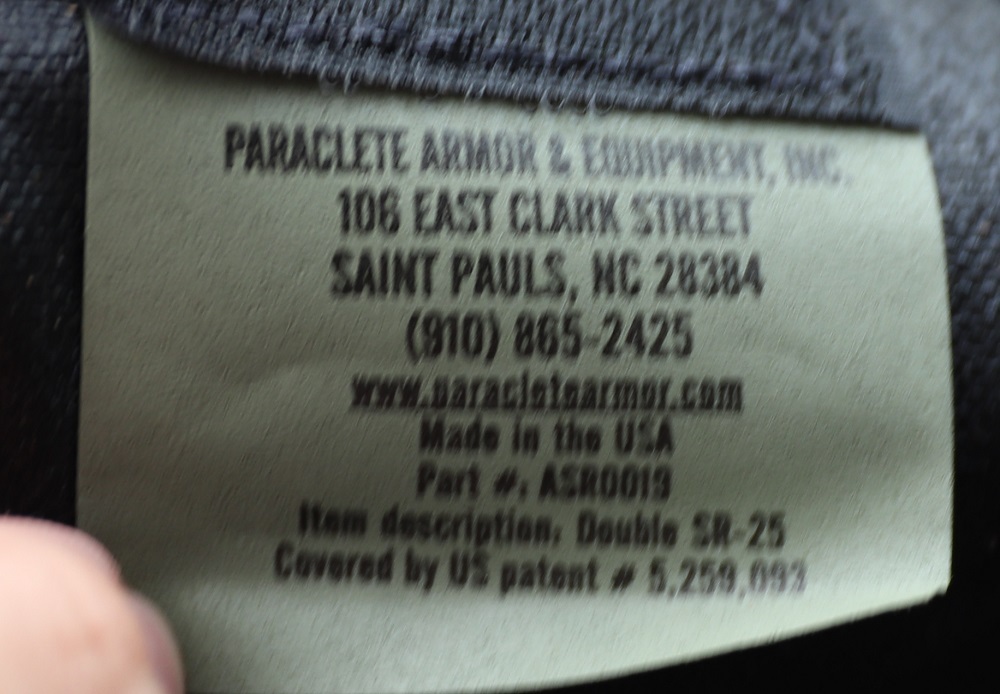 PARACLETE ARMOR & EQUIPMENT, INC.
106 EAST CLARK STREET
SAINT PAULS, NC 28384
(910) 865-2425
www.paracletearmor.com
Made in the USA
Part #: ASR0019
Item description: Double SR-25
Covered by US patent # 5,259,093